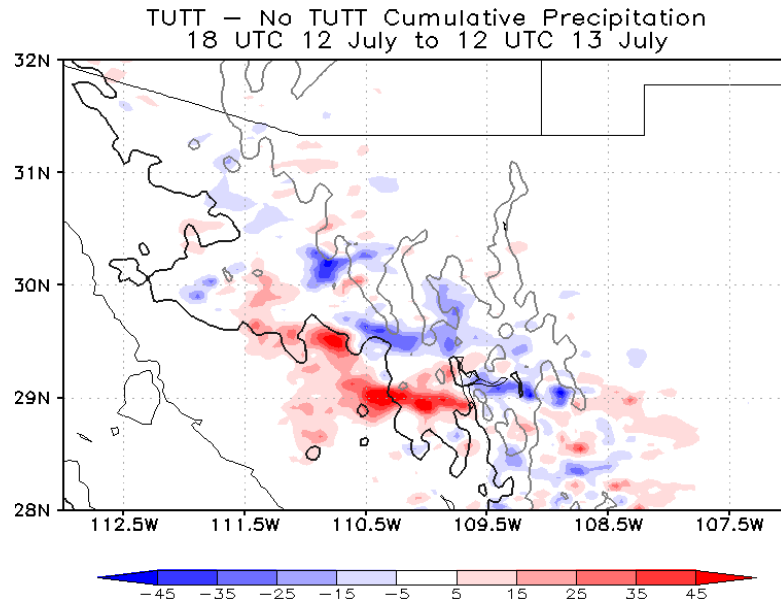 TUTT – No TUTT Cumulative Precipitation
18 UTC 12 July to 12 UTC 13 July
32N
31N
30N
29N
28N
112.5W 111.5W 110.5W 109.5W 108.5W 107.5W
-45 -35 -25 -15 -5 5 15 25 35 45